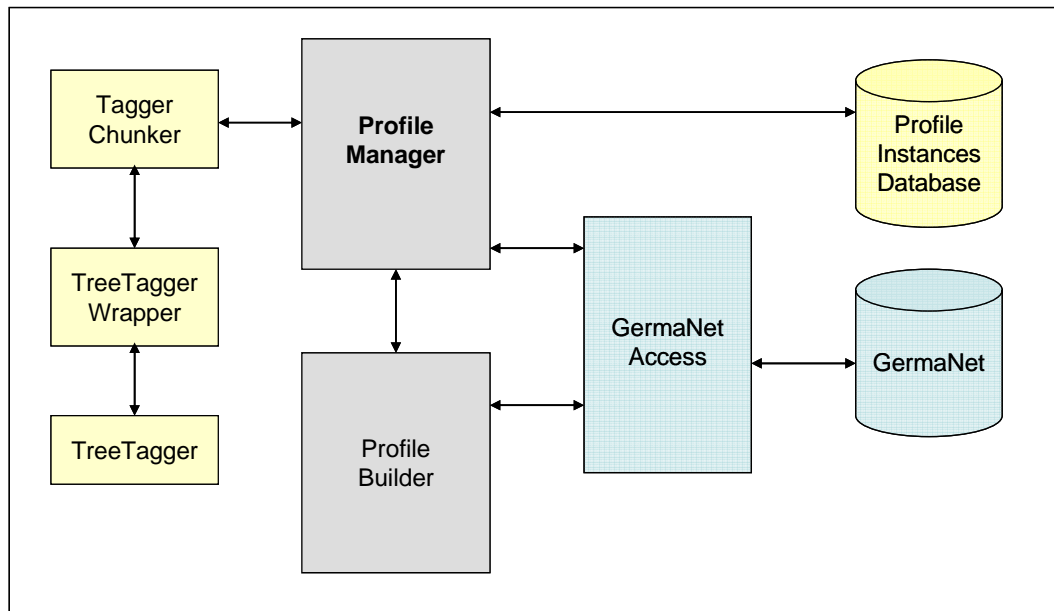 Tagger
Chunker
Profile
Manager
Profile
Instances
Database
TreeTagger
Wrapper
GermaNet
Access
GermaNet
TreeTagger
Profile
Builder